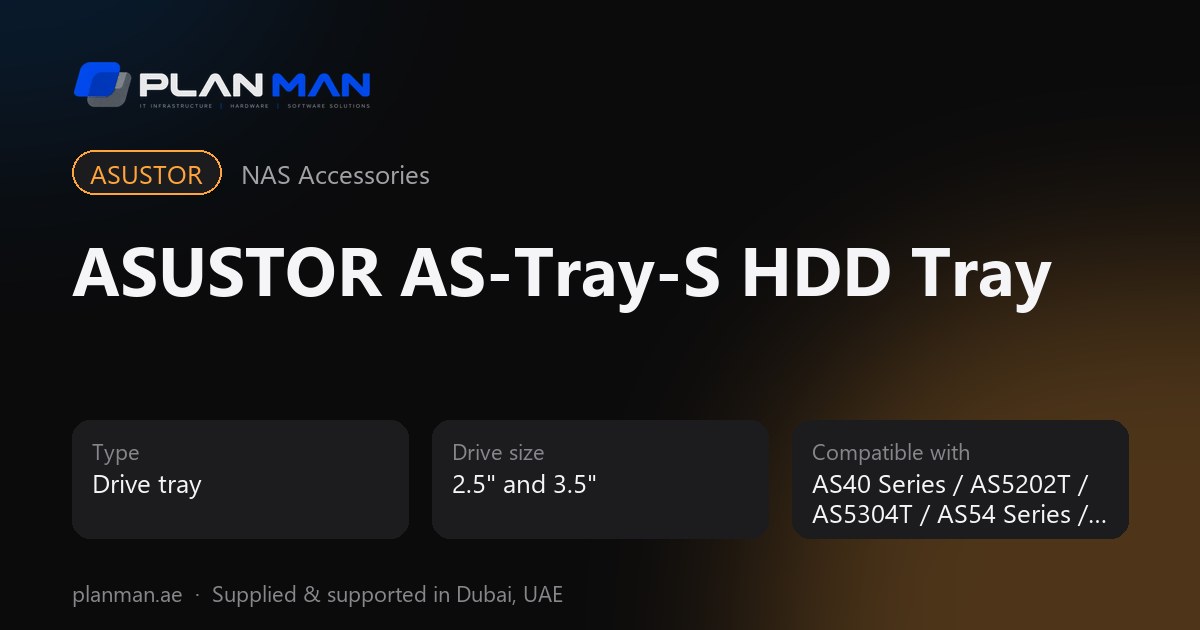 PLAN MAN
IT INFRASTRUCTURE | HARDWARE | SOFTWARE SOLUTIONS
ASUSTOR
NAS Accessories
ASUSTOR AS-Tray-S HDD Tray
Type
Drive tray
Drive size
2.5" and 3.5"
Compatible with
AS40 Series / AS5202T /
AS5304T / AS54 Series /...
planman.ae · Supplied & supported in Dubai, UAE